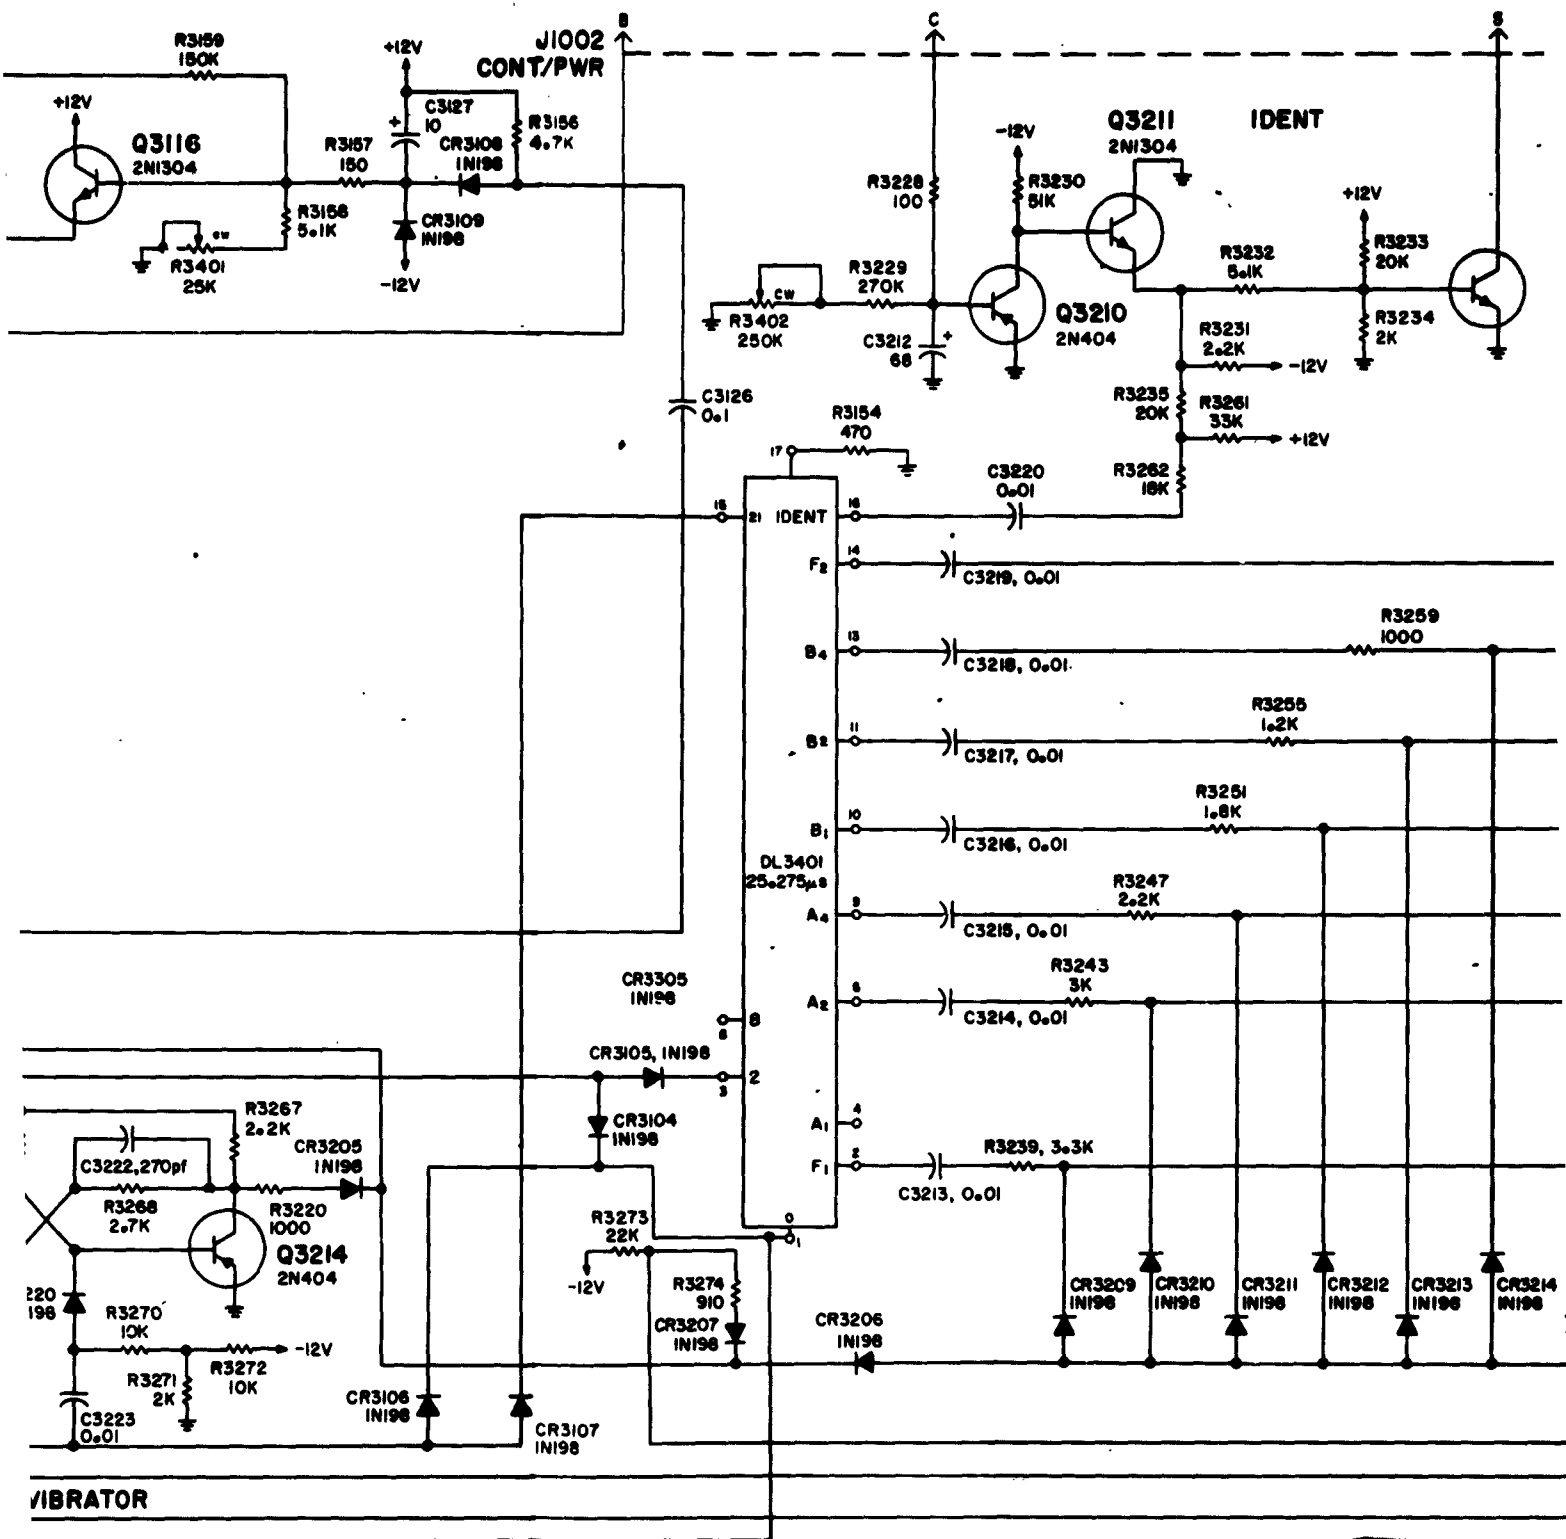 B
C
S
J1002
CONT/PWR
R3159
150K
+12V
+12V
C3127
+
10
R3156
4.7K
Q3116
2N1304
R3157
150
CR3108
1N198
R3158
5.1K
CW
R3401
25K
CR3109
1N198
-12V
-12V
R3228
100
R3230
51K
Q3211
2N1304
IDENT
+12V
R3232
5.1K
R3233
20K
R3229
270K
CW
R3402
250K
C3212
68
+
Q3210
2N404
R3231
2.2K
-12V
R3234
2K
R3235
20K
R3261
33K
+12V
R3262
18K
C3126
0.1
R3154
470
17
C3220
0.01
15
21 IDENT
16
F2
14
C3219, 0.01
B4
13
C3218, 0.01
R3259
1000
B2
11
C3217, 0.01
R3255
1.2K
B1
10
C3216, 0.01
R3251
1.8K
DL3401
25.275μs
A4
9
C3215, 0.01
R3247
2.2K
A2
6
C3214, 0.01
R3243
3K
CR3305
1N198
8
6
CR3105, 1N198
2
3
A1
4
CR3104
1N198
F1
2
C3213, 0.01
R3239, 3.3K
0
1
R3267
2.2K
CR3205
1N198
C3222, 270pf
R3268
2.7K
R3220
1000
Q3214
2N404
R3273
22K
-12V
R3274
910
CR3207
1N198
CR3206
1N198
CR3209
1N198
CR3210
1N198
CR3211
1N198
CR3212
1N198
CR3213
1N198
CR3214
1N198
220
198
R3270
10K
-12V
R3271
2K
R3272
10K
C3223
0.01
CR3106
1N198
CR3107
1N198
VIBRATOR